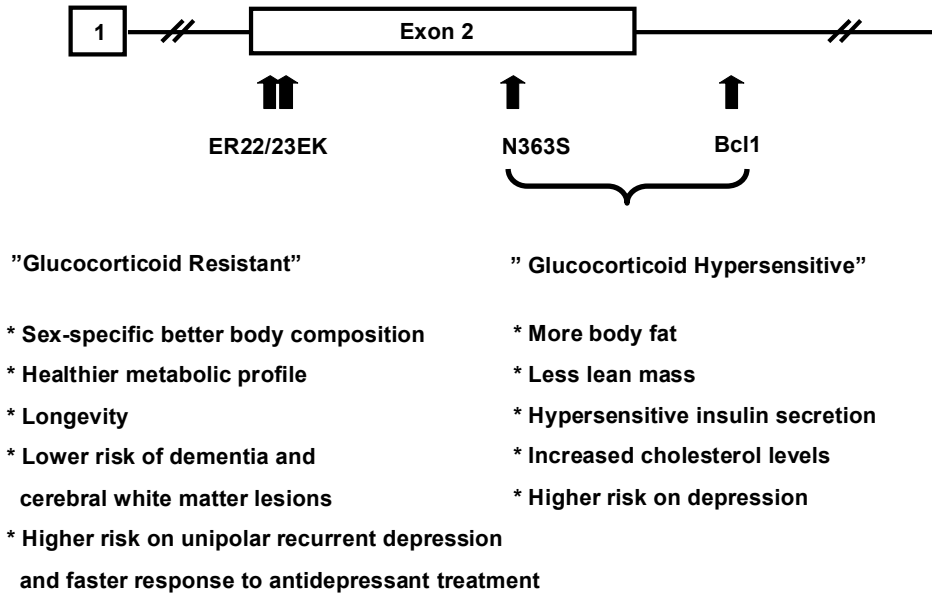 1
Exon 2
ER22/23EK
N363S
Bcl1
”Glucocorticoid Resistant”
* Sex-specific better body composition
* Healthier metabolic profile
* Longevity
* Lower risk of dementia and
cerebral white matter lesions
* Higher risk on unipolar recurrent depression
and faster response to antidepressant treatment
” Glucocorticoid Hypersensitive”
* More body fat
* Less lean mass
* Hypersensitive insulin secretion
* Increased cholesterol levels
* Higher risk on depression